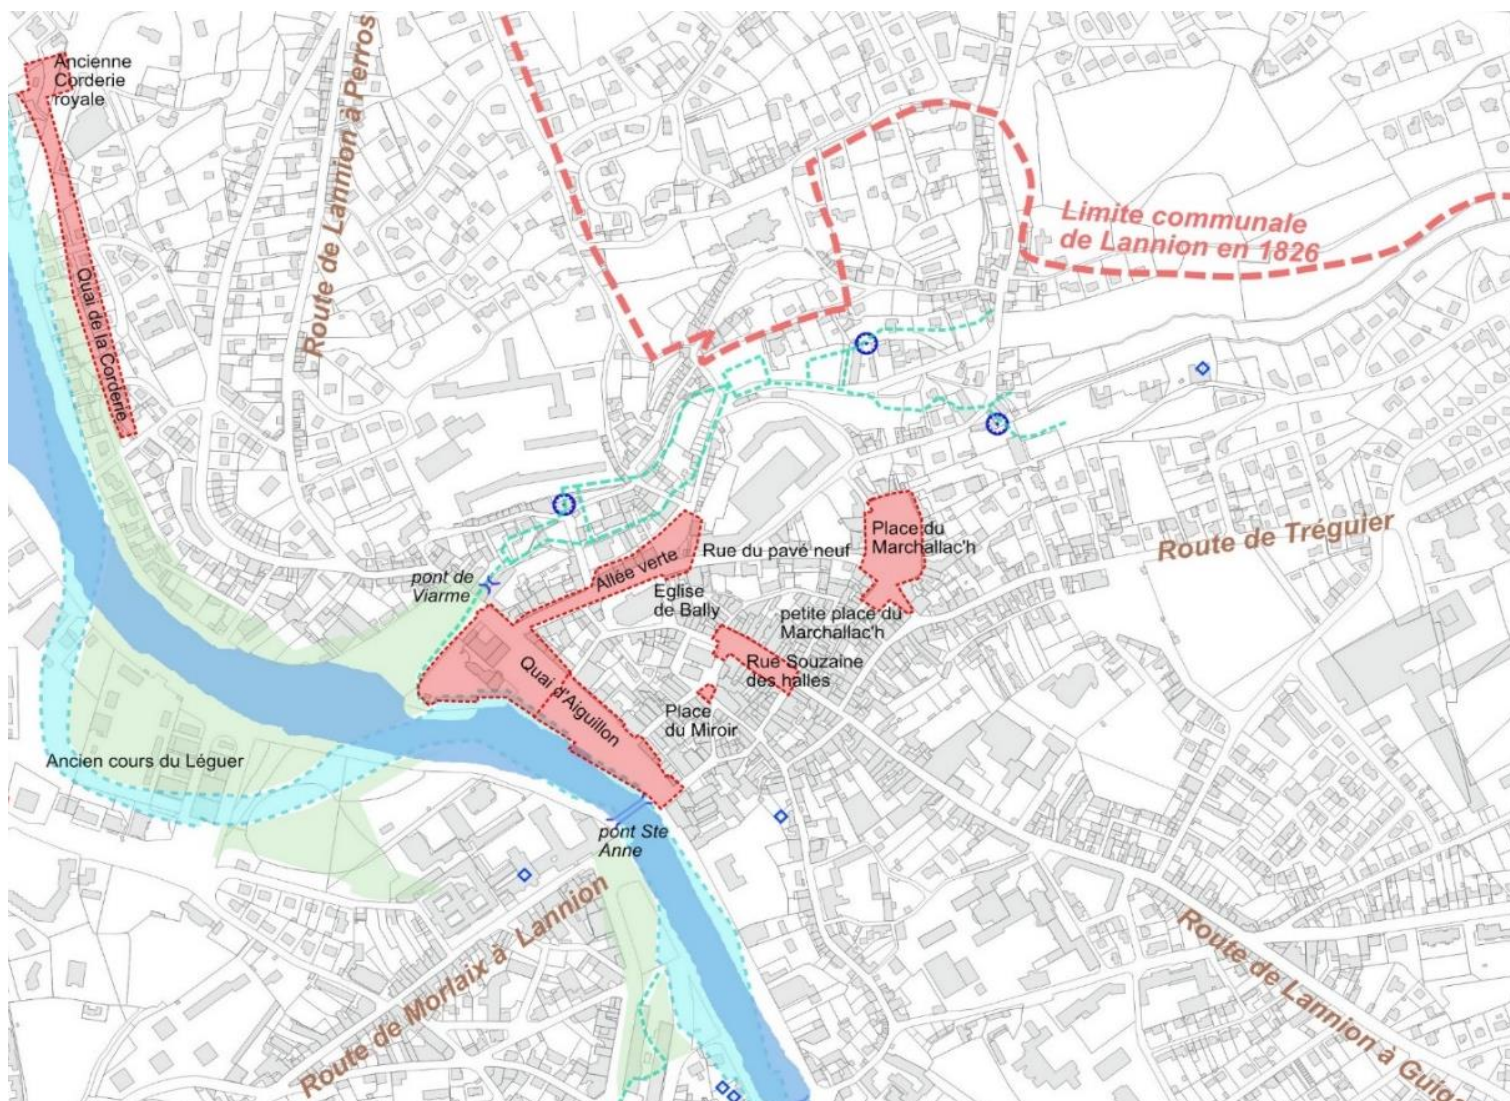 Ancienne
Corderie
royale
Route de Lannion à Perros
Limite communale
de Lannion en 1826
Quai de la Corderie
Route de Tréguier
Place du
Marchallac'h
Rue du pavé neuf
Allée verte
pont de
Viarme
Eglise
de Bally
petite place du
Marchallac'h
Rue Souzaine
des halles
Quai d'Aiguillon
Place
du Miroir
Ancien cours du Léguer
pont Ste
Anne
Route de Morlaix à Lannion
Route de Lannion à Guig